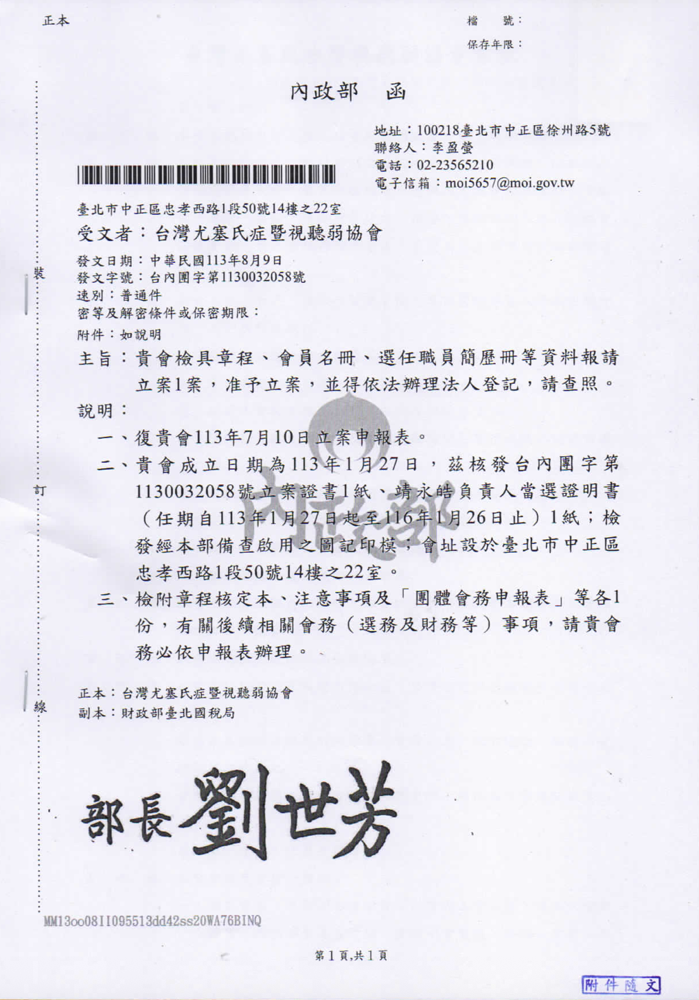 正本
檔　　號：
保存年限：
內政部　函
地址：100218臺北市中正區徐州路5號
聯絡人：李盈螢
電話：02-23565210
電子信箱：moi5657@moi.gov.tw
臺北市中正區忠孝西路1段50號14樓之22室
受文者：台灣尤塞氏症暨視聽弱協會
發文日期：中華民國113年8月9日
發文字號：台內團字第1130032058號
速別：普通件
密等及解密條件或保密期限：
附件：如說明
主旨：貴會檢具章程、會員名冊、選任職員簡歷冊等資料報請
立案1案，准予立案，並得依法辦理法人登記，請查照。
說明：
一、復貴會113年7月10日立案申報表。
二、貴會成立日期為113年1月27日，茲核發台內團字第
1130032058號立案證書1紙、靖永皓負責人當選證明書
（任期自113年1月27日起至116年1月26日止）1紙；檢
發經本部備查啟用之圖記印模；會址設於臺北市中正區
忠孝西路1段50號14樓之22室。
三、檢附章程核定本、注意事項及「團體會務申報表」等各1
份，有關後續相關會務（選務及財務等）事項，請貴會
務必依申報表辦理。
內政部
正本：台灣尤塞氏症暨視聽弱協會
副本：財政部臺北國稅局
部長劉世芳
裝
訂
線
MM13oo08II095513dd42ss20WA76BINQ
第1頁,共1頁
附件隨文